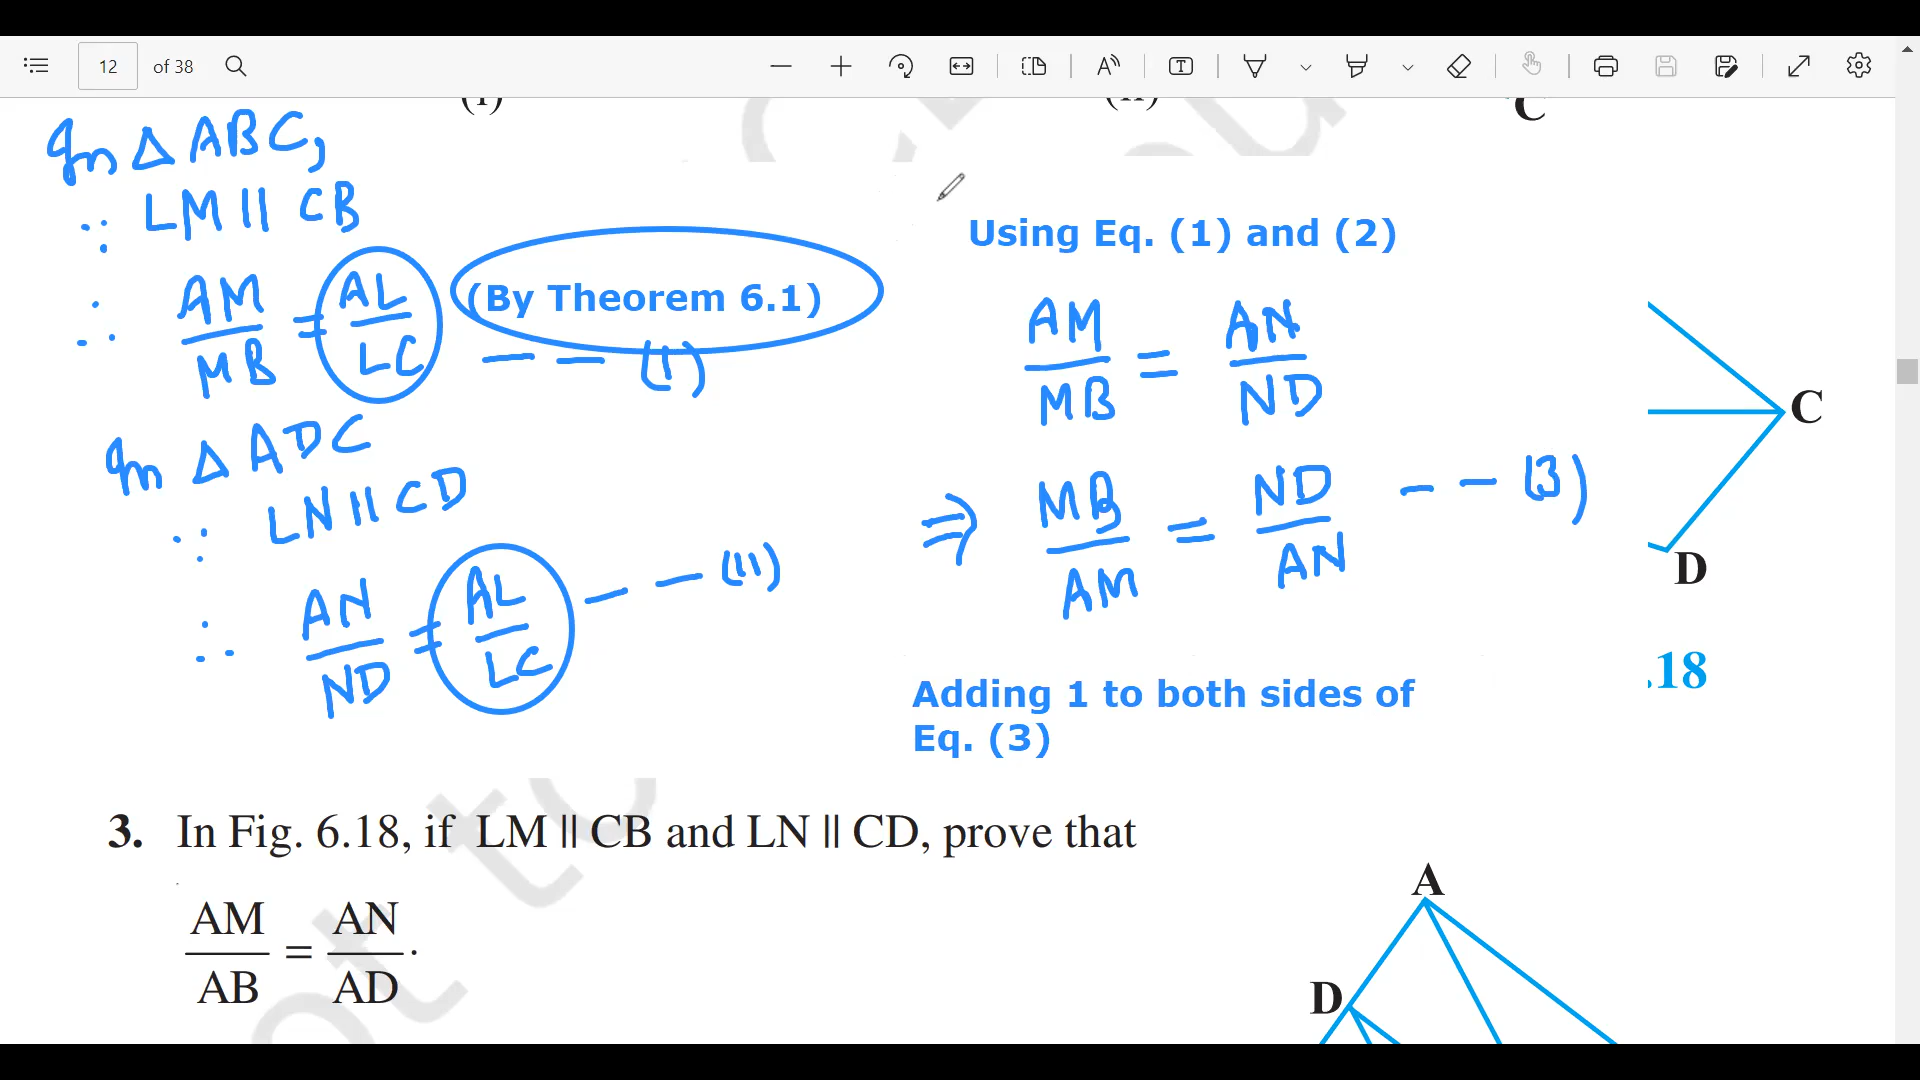 12 of 38
(i)
(ii)
C
In Δ ABC,
∵ LM || CB
∴ AM/MB = AL/LC (By Theorem 6.1)
-- (I)
In Δ ADC
∵ LN || CD
∴ AN/ND = AL/LC -- (II)
Using Eq. (1) and (2)
AM/MB = AN/ND
⇒ MB/AM = ND/AN -- (3)
Adding 1 to both sides of
Eq. (3)
C
D
.18
3. In Fig. 6.18, if LM || CB and LN || CD, prove that
AM/AB = AN/AD .
A
D